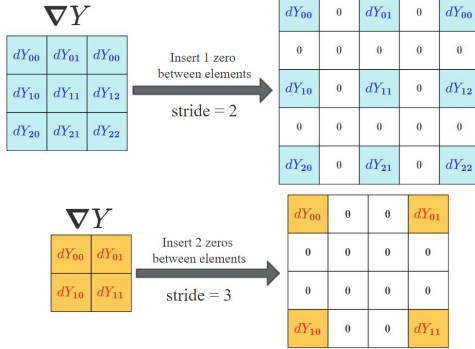 ∇Y
dY₀₀ dY₀₁ dY₀₀
dY₁₀ dY₁₁ dY₁₂
dY₂₀ dY₂₁ dY₂₂
Insert 1 zero
between elements
stride = 2
dY₀₀ 0 dY₀₁ 0 dY₀₀
0 0 0 0 0
dY₁₀ 0 dY₁₁ 0 dY₁₂
0 0 0 0 0
dY₂₀ 0 dY₂₁ 0 dY₂₂
∇Y
dY₀₀ dY₀₁
dY₁₀ dY₁₁
Insert 2 zeros
between elements
stride = 3
dY₀₀ 0 0 dY₀₁
0 0 0 0
0 0 0 0
dY₁₀ 0 0 dY₁₁